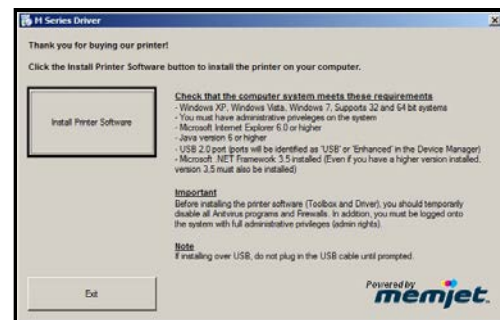 H Series Driver
Thank you for buying our printer!
Click the Install Printer Software button to install the printer on your computer.
Install Printer Software
Check that the computer system meets these requirements
- Windows XP, Windows Vista, Windows 7, Supports 32 and 64 bit systems
- You must have administrative priveleges on the system
- Microsoft Internet Explorer 6.0 or higher
- Java version 6 or higher
- USB 2.0 port (ports will be identified as 'USB' or 'Enhanced' in the Device Manager)
- Microsoft .NET Framework 3.5 installed (Even if you have a higher version installed,
version 3.5 must also be installed)
Important
Before installing the printer software (Toolbox and Driver), you should temporarily
disable all Antivirus programs and Firewalls. In addition, you must be logged onto
the system with full administrative privileges (admin rights).
Note
If installing over USB, do not plug in the USB cable until prompted.
Exit
Powered by
memjet.